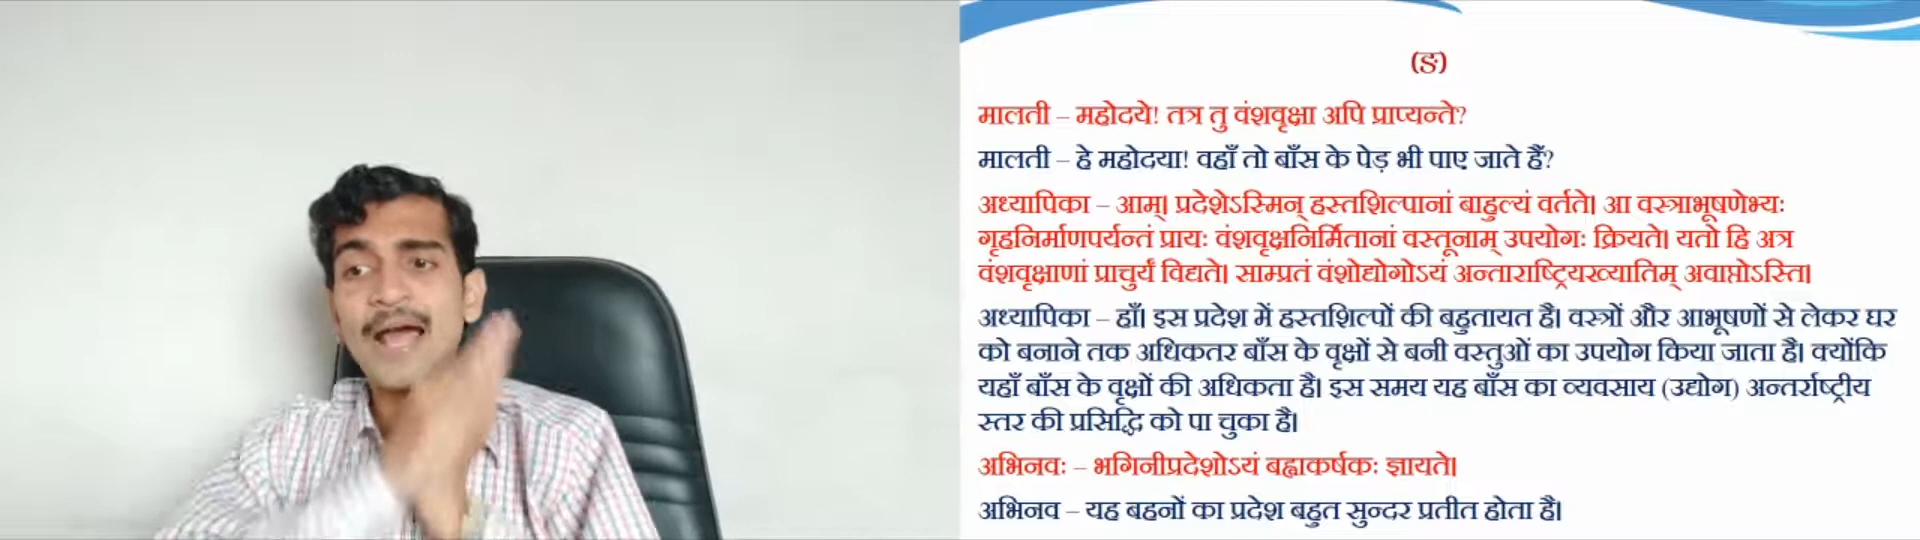 (ङ)
मालती – महोदये! तत्र तु वंशवृक्षा अपि प्राप्यन्ते?
मालती – हे महोदया! वहाँ तो बाँस के पेड़ भी पाए जाते हैं?
अध्यापिका – आम्। प्रदेशेऽस्मिन् हस्तशिल्पानां बाहुल्यं वर्तते। आ वस्त्राभूषणेभ्यः
गृहनिर्माणपर्यन्तं प्रायः वंशवृक्षनिर्मितानां वस्तूनाम् उपयोगः क्रियते। यतो हि अत्र
वंशवृक्षाणां प्राचुर्यं विद्यते। साम्प्रतं वंशोद्योगोऽयं अन्ताराष्ट्रियख्यातिम् अवाप्तोऽस्ति।
अध्यापिका – हाँ। इस प्रदेश में हस्तशिल्पों की बहुतायत है। वस्त्रों और आभूषणों से लेकर घर
को बनाने तक अधिकतर बाँस के वृक्षों से बनी वस्तुओं का उपयोग किया जाता है। क्योंकि
यहाँ बाँस के वृक्षों की अधिकता है। इस समय यह बाँस का व्यवसाय (उद्योग) अन्तर्राष्ट्रीय
स्तर की प्रसिद्धि को पा चुका है।
अभिनवः – भगिनीप्रदेशोऽयं बह्वाकर्षकः ज्ञायते।
अभिनव – यह बहनों का प्रदेश बहुत सुन्दर प्रतीत होता है।